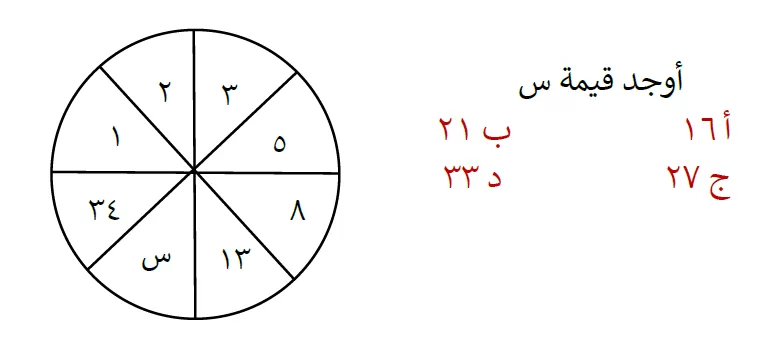 أوجد قيمة س
أ ١٦
ب ٢١
ج ٢٧
د ٣٣
٢
٣
١
٥
٣٤
٨
س
١٣